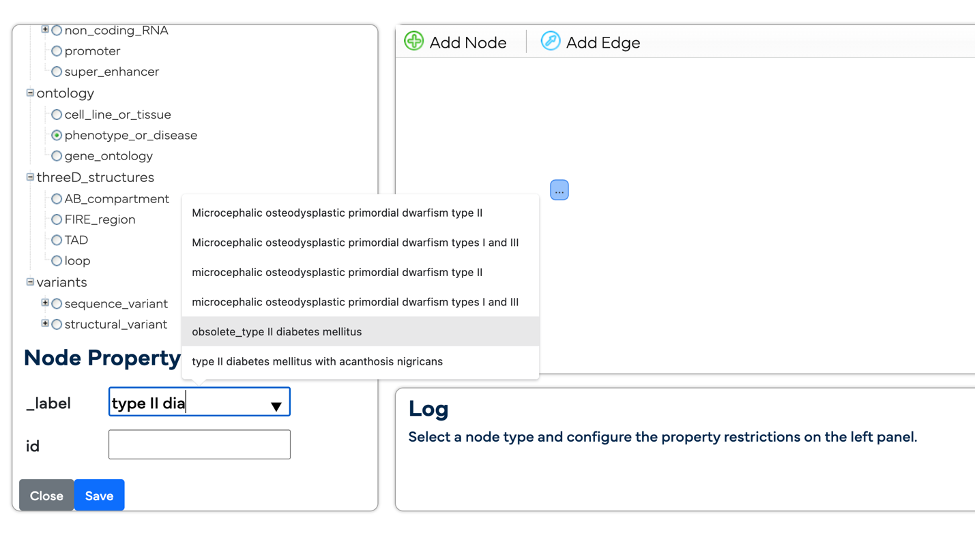 non_coding_RNA
promoter
super_enhancer
ontology
cell_line_or_tissue
phenotype_or_disease
gene_ontology
threeD_structures
AB_compartment
FIRE_region
TAD
loop
variants
sequence_variant
structural_variant
Node Property
_label
type II dia
id
Close
Save
Microcephalic osteodysplastic primordial dwarfism type II
Microcephalic osteodysplastic primordial dwarfism types I and III
microcephalic osteodysplastic primordial dwarfism type II
microcephalic osteodysplastic primordial dwarfism types I and III
obsolete_type II diabetes mellitus
type II diabetes mellitus with acanthosis nigricans
Add Node
Add Edge
...
Log
Select a node type and configure the property restrictions on the left panel.